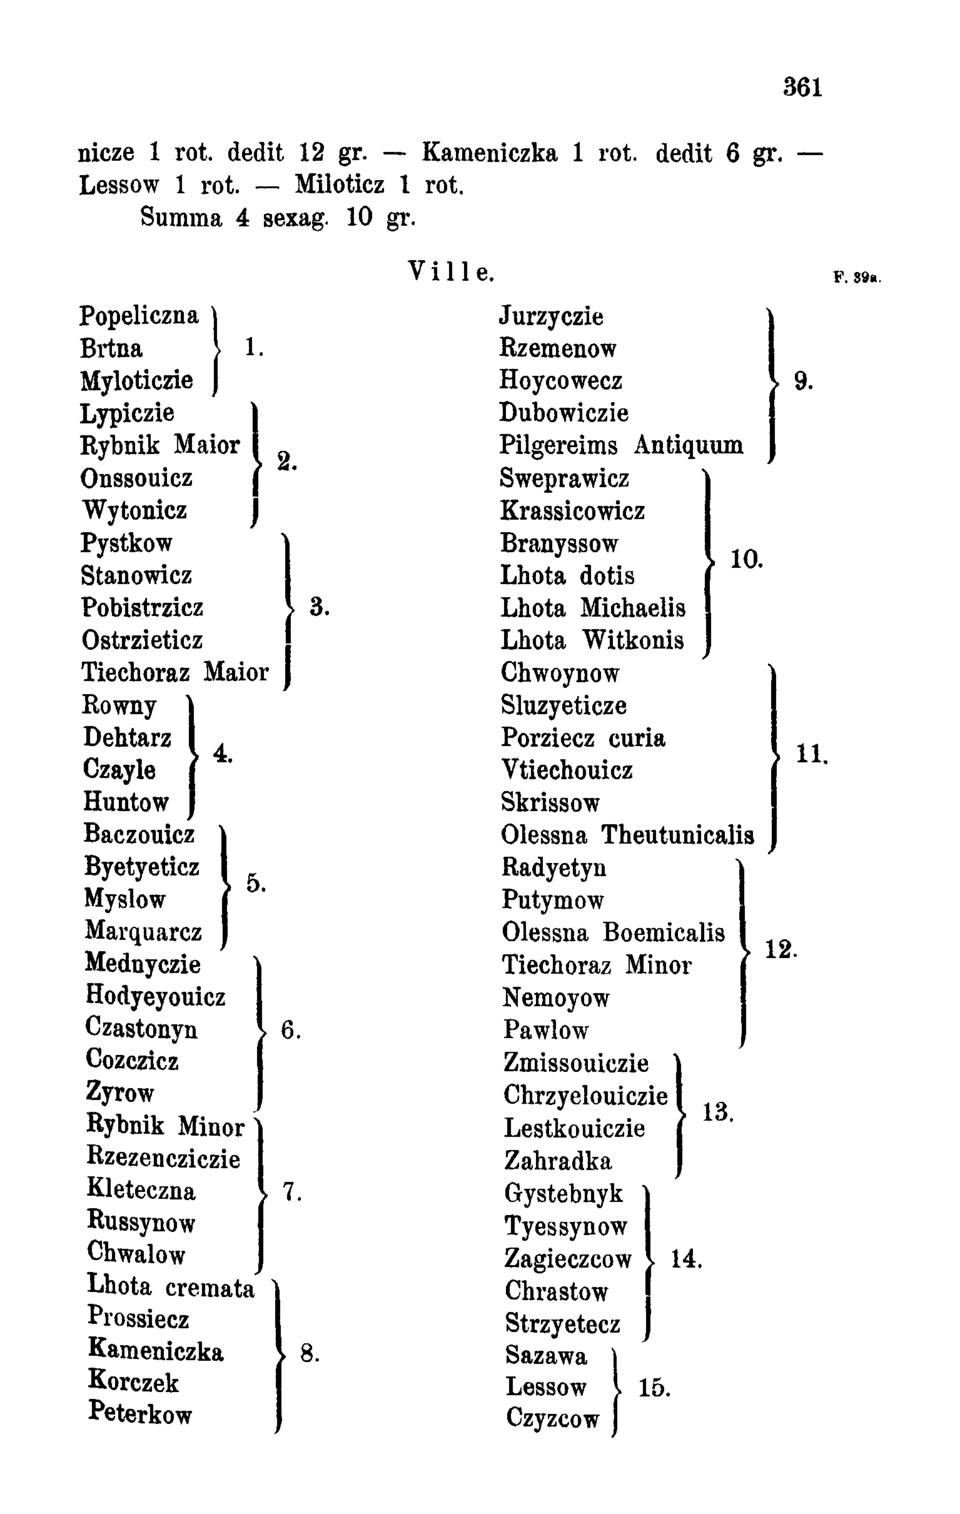 361
nicze 1 rot. dedit 12 gr. — Kameniczka 1 rot. dedit 6 gr. —
Lessow 1 rot. — Miloticz 1 rot.
Summa 4 sexag. 10 gr.
Ville.
F. 39a.
Popeliczna
Brtna 1.
Myloticzie
Lypiczie
Rybnik Maior
2.
Onssouicz
Wytonicz
Pystkow
Stanowicz
Pobistrzicz 3.
Ostrzieticz
Tiechoraz Maior
Rowny
Dehtarz
4.
Czayle
Huntow
Baczouicz
Byetyeticz
5.
Myslow
Marquarcz
Mednyczie
Hodyeyouicz
Czastonyn 6.
Cozczicz
Zyrow
Rybnik Minor
Rzezencziczie
Kleteczna 7.
Russynow
Chwalow
Lhota cremata
Prossiecz
Kameniczka 8.
Korczek
Peterkow
Jurzyczie
Rzemenow
Hoycowecz 9.
Dubowiczie
Pilgereims Antiquum
Sweprawicz
Krassicowicz
Branyssow
10.
Lhota dotis
Lhota Michaelis
Lhota Witkonis
Chwoynow
Sluzyeticze
Porziecz curia
11.
Vtiechouicz
Skrissow
Olessna Theutunicalis
Radyetyn
Putymow
Olessna Boemicalis
12.
Tiechoraz Minor
Nemoyow
Pawlow
Zmissouiczie
Chrzyelouiczie
13.
Lestkouiczie
Zahradka
Gystebnyk
Tyessynow
Zagieczcow 14.
Chrastow
Strzyetecz
Sazawa
Lessow 15.
Czyzcow